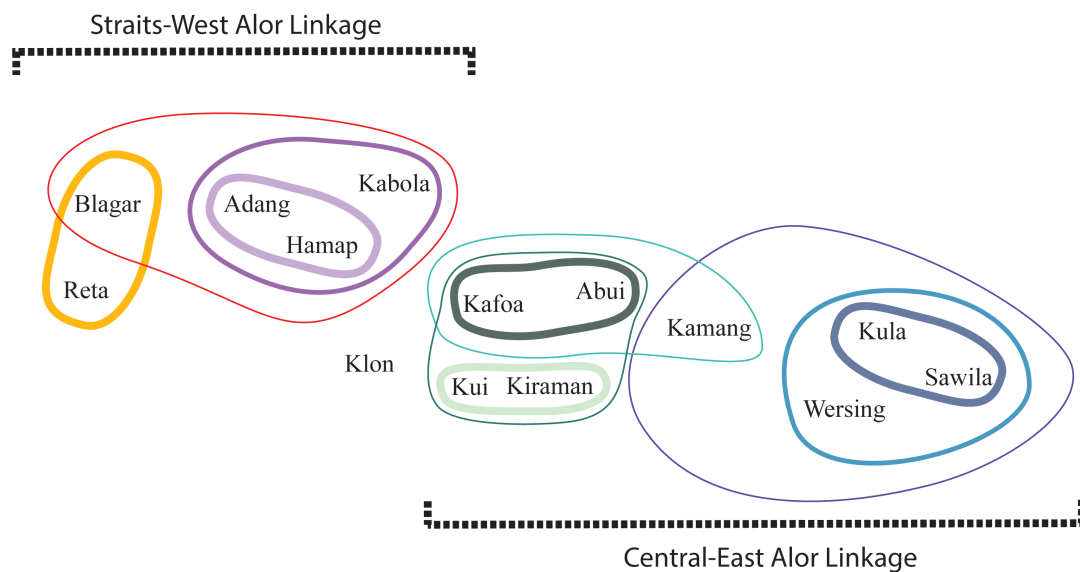 Straits-West Alor Linkage
Blagar
Reta
Adang
Hamap
Kabola
Klon
Kafoa
Abui
Kui
Kiraman
Kamang
Kula
Sawila
Wersing
Central-East Alor Linkage